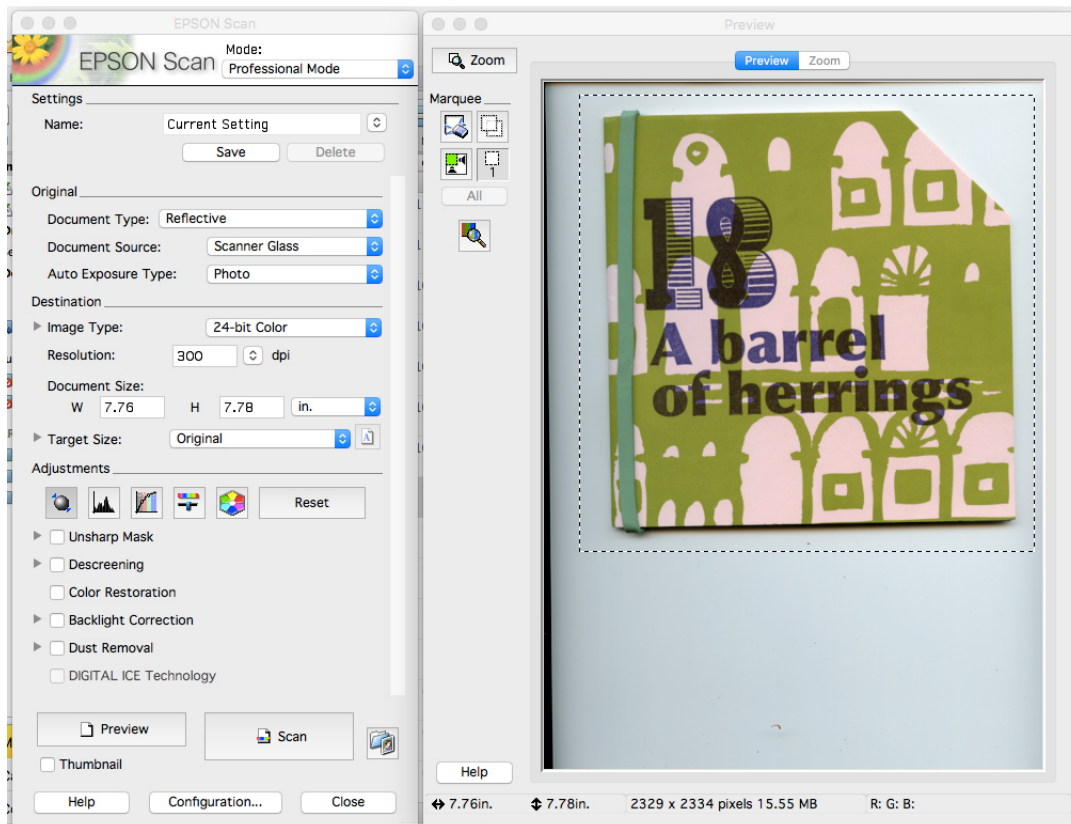 EPSON Scan
EPSON Scan
Mode:
Professional Mode
Settings
Name:
Current Setting
Save
Delete
Original
Document Type:
Reflective
Document Source:
Scanner Glass
Auto Exposure Type:
Photo
Destination
Image Type:
24-bit Color
Resolution:
300
dpi
Document Size:
W
7.76
H
7.78
in.
Target Size:
Original
A
Adjustments
Reset
Unsharp Mask
Descreening
Color Restoration
Backlight Correction
Dust Removal
DIGITAL ICE Technology
Preview
Scan
Thumbnail
Help
Configuration...
Close
Preview
Zoom
Preview
Zoom
Marquee
1
All
18
A barrel
of herrings
Help
7.76in.
7.78in.
2329 x 2334 pixels 15.55 MB
R: G: B: